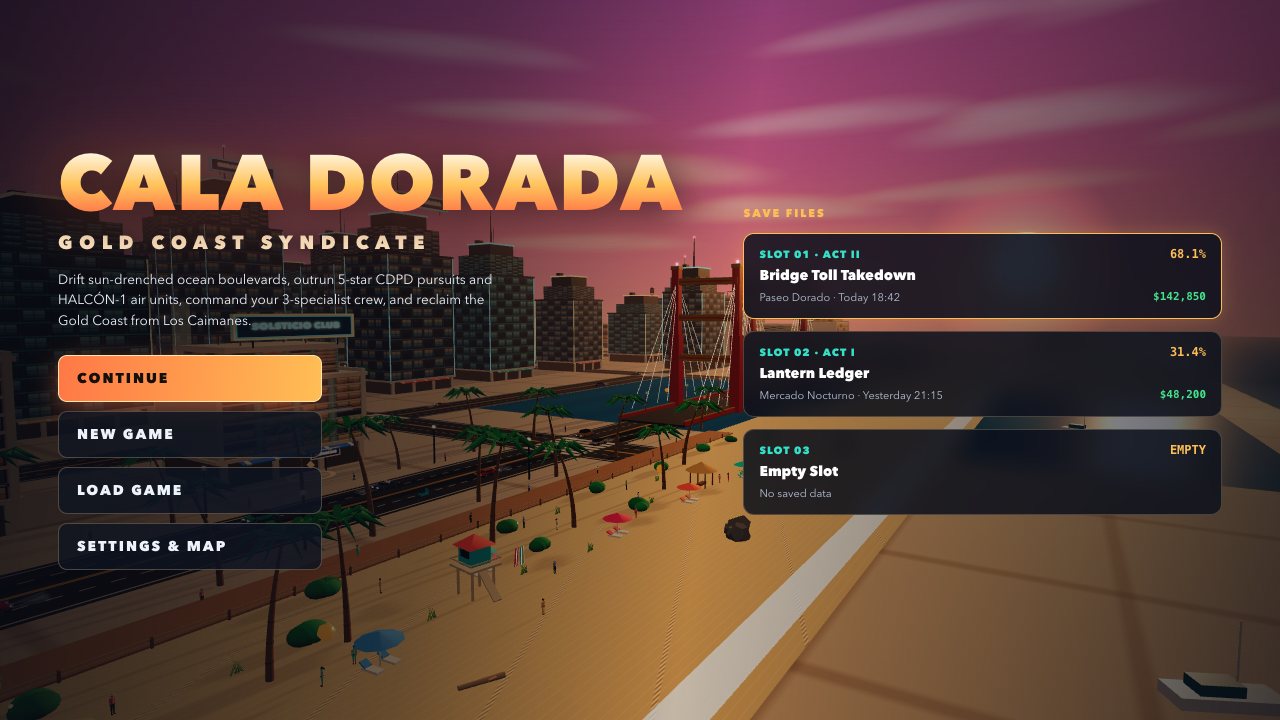 CALA DORADA
GOLD COAST SYNDICATE
Drift sun-drenched ocean boulevards, outrun 5-star CDPD pursuits and
HALCÓN-1 air units, command your 3-specialist crew, and reclaim the
Gold Coast from Los Caimanes.
SOLSTICIO CLUB
CONTINUE
NEW GAME
LOAD GAME
SETTINGS & MAP
SAVE FILES
SLOT 01 · ACT II
68.1%
Bridge Toll Takedown
Paseo Dorado · Today 18:42
$142,850
SLOT 02 · ACT I
31.4%
Lantern Ledger
Mercado Nocturno · Yesterday 21:15
$48,200
SLOT 03
EMPTY
Empty Slot
No saved data